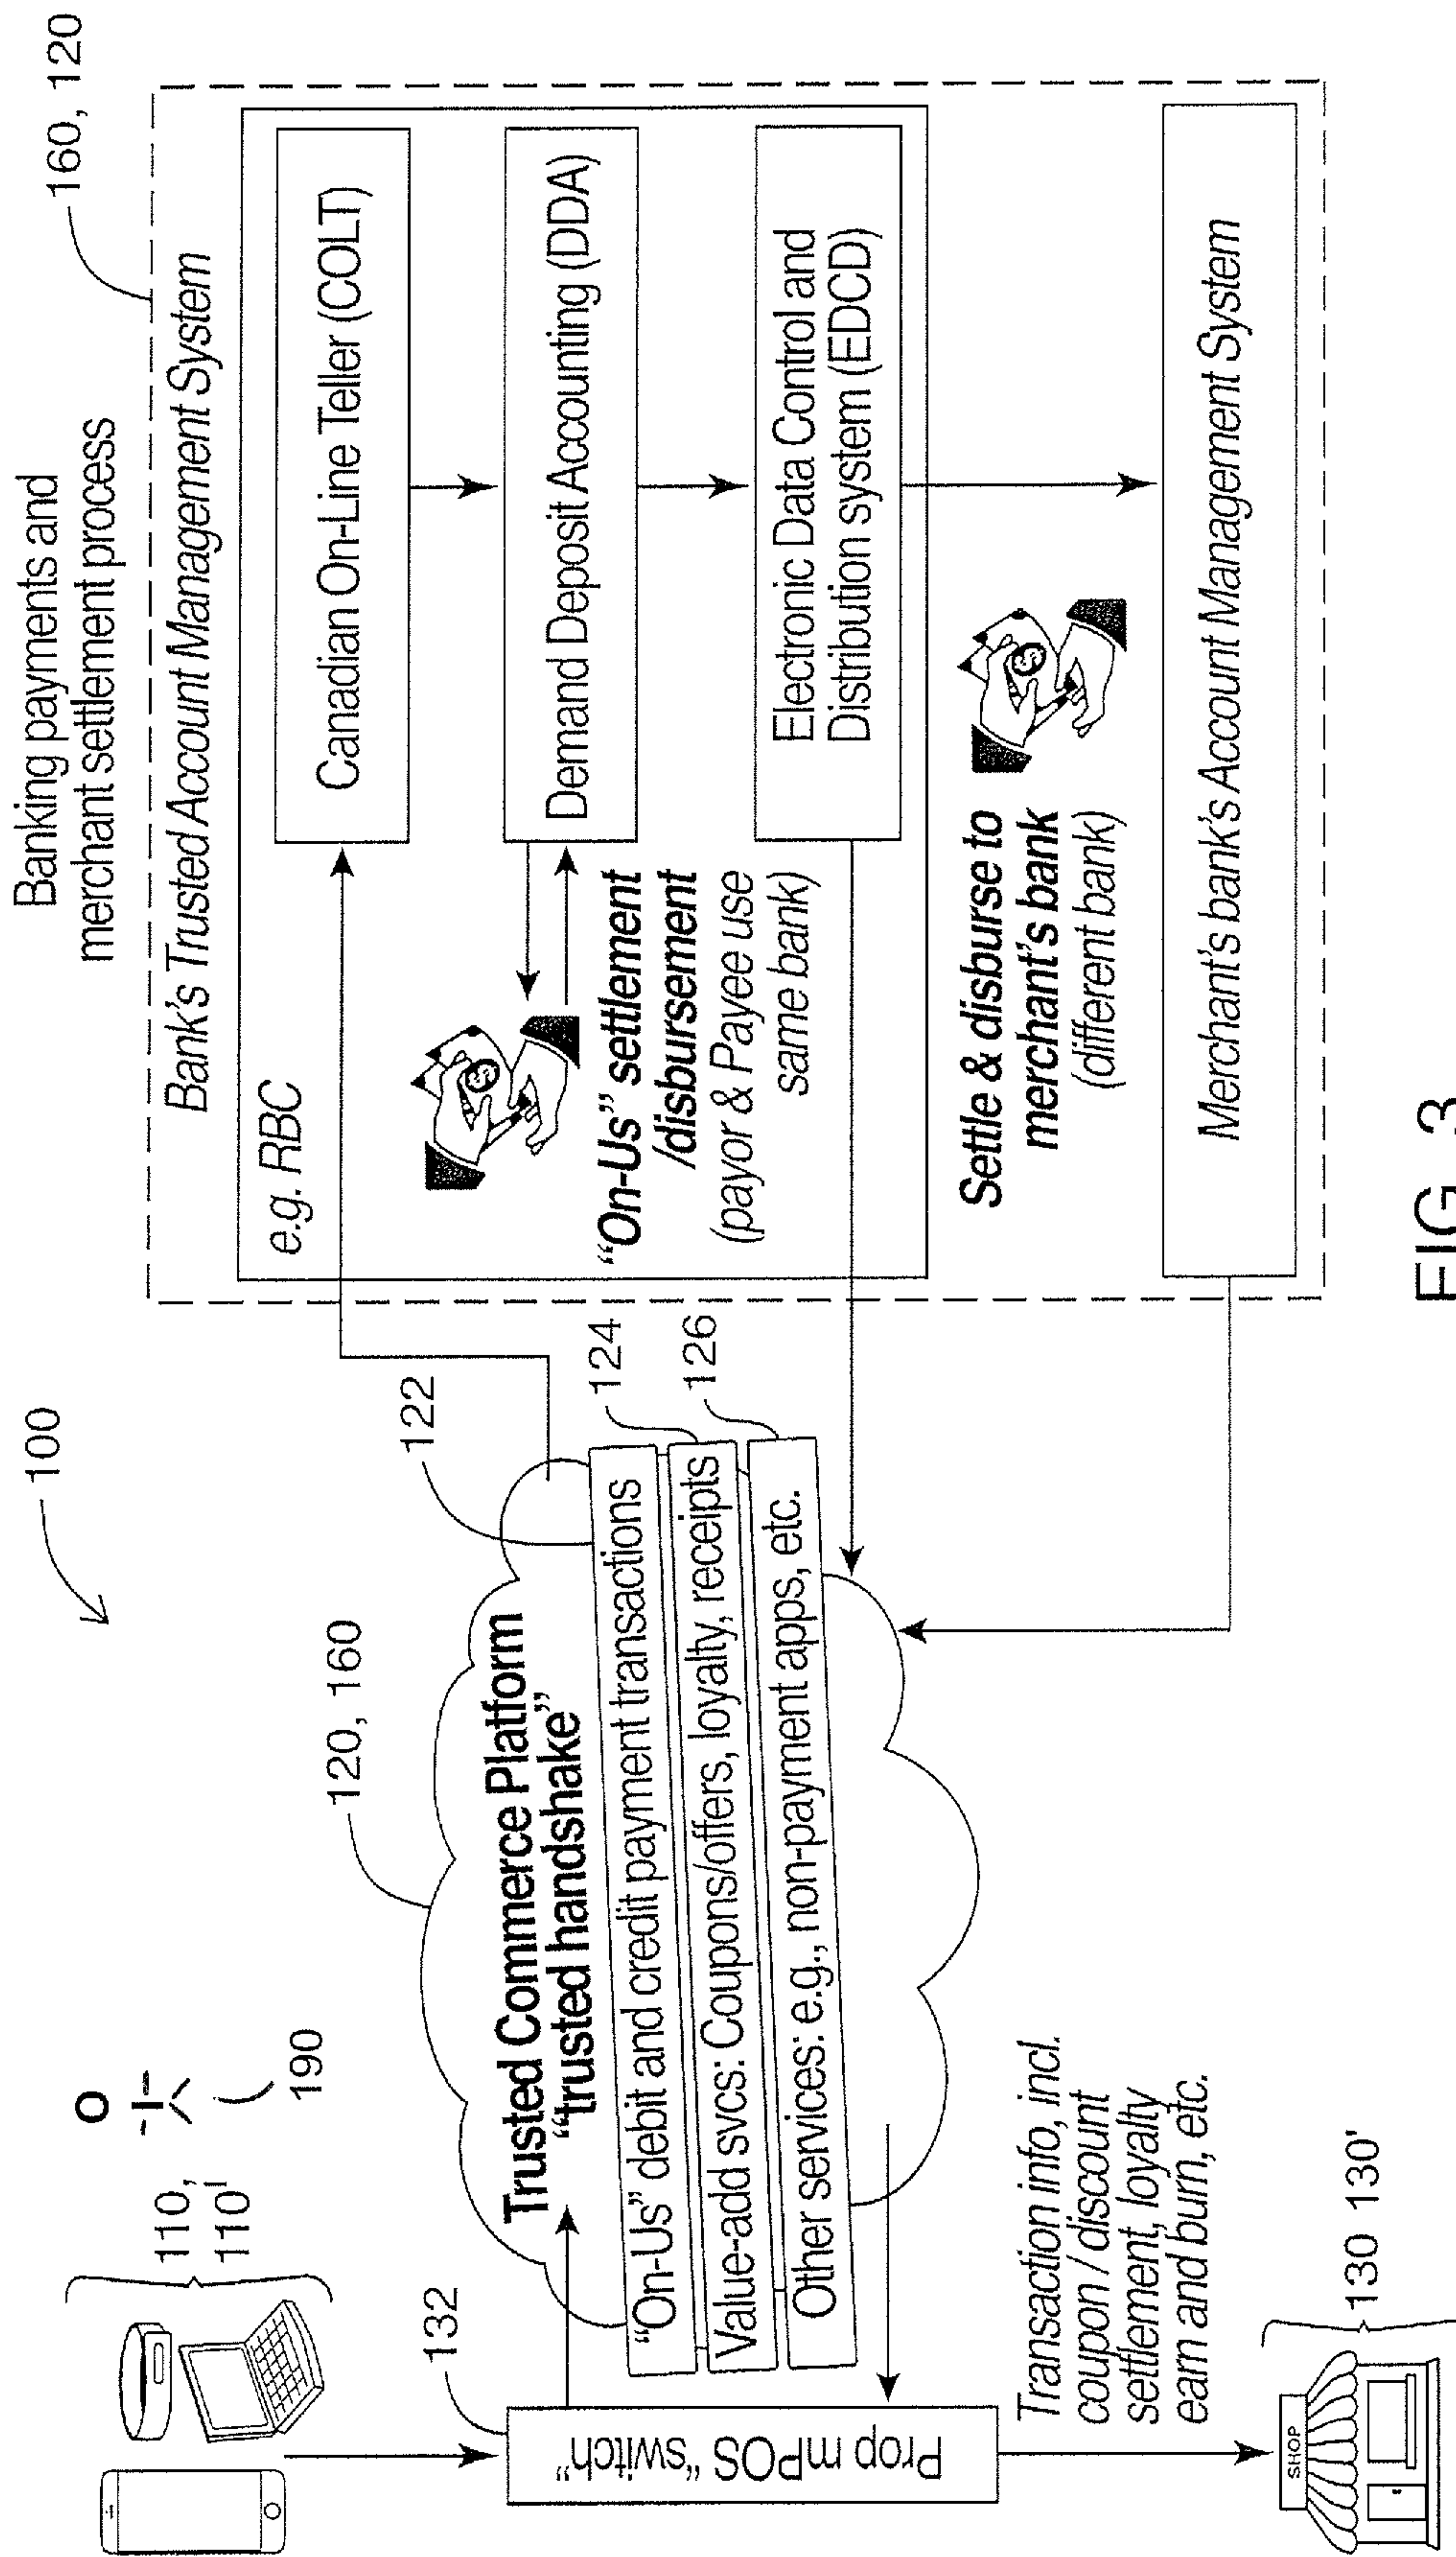 100
Banking payments and
merchant settlement process
160, 120
110,
110'
190
132
Prop mPOS "switch"
120, 160
Trusted Commerce Platform
"trusted handshake"
122
"On-Us" debit and credit payment transactions
124
Value-add svcs: Coupons/offers, loyalty, receipts
126
Other services: e.g., non-payment apps, etc.
Transaction info, incl.
coupon / discount
settlement, loyalty
earn and burn, etc.
SHOP
130 130'
Bank's Trusted Account Management System
e.g. RBC
Canadian On-Line Teller (COLT)
Demand Deposit Accounting (DDA)
"On-Us" settlement
/disbursement
(payor & Payee use
same bank)
Electronic Data Control and
Distribution system (EDCD)
Settle & disburse to
merchant's bank
(different bank)
Merchant's bank's Account Management System
$
$
FIG. 3